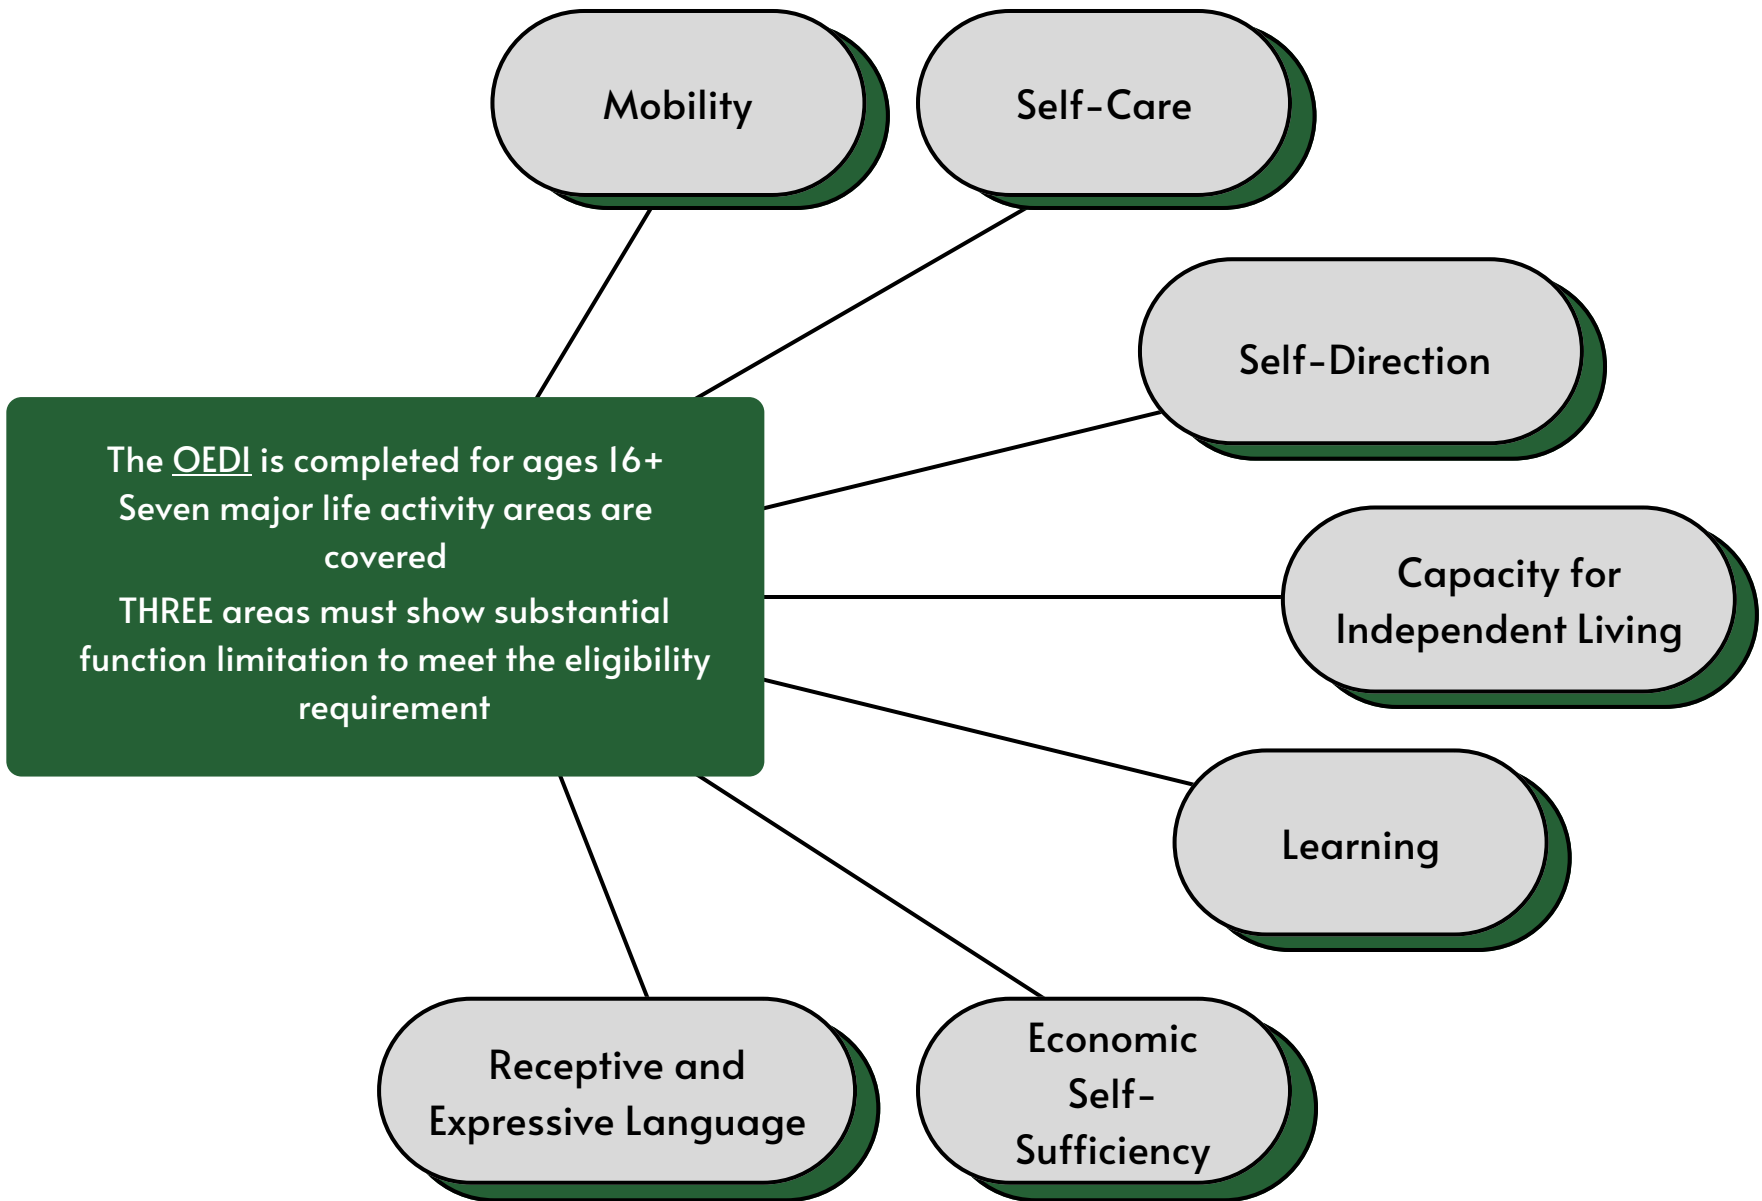 Mobility
Self-Care
Self-Direction
The OEDI is completed for ages 16+
Seven major life activity areas are
covered
THREE areas must show substantial
function limitation to meet the eligibility
requirement
Capacity for
Independent Living
Learning
Receptive and
Expressive Language
Economic
Self-
Sufficiency